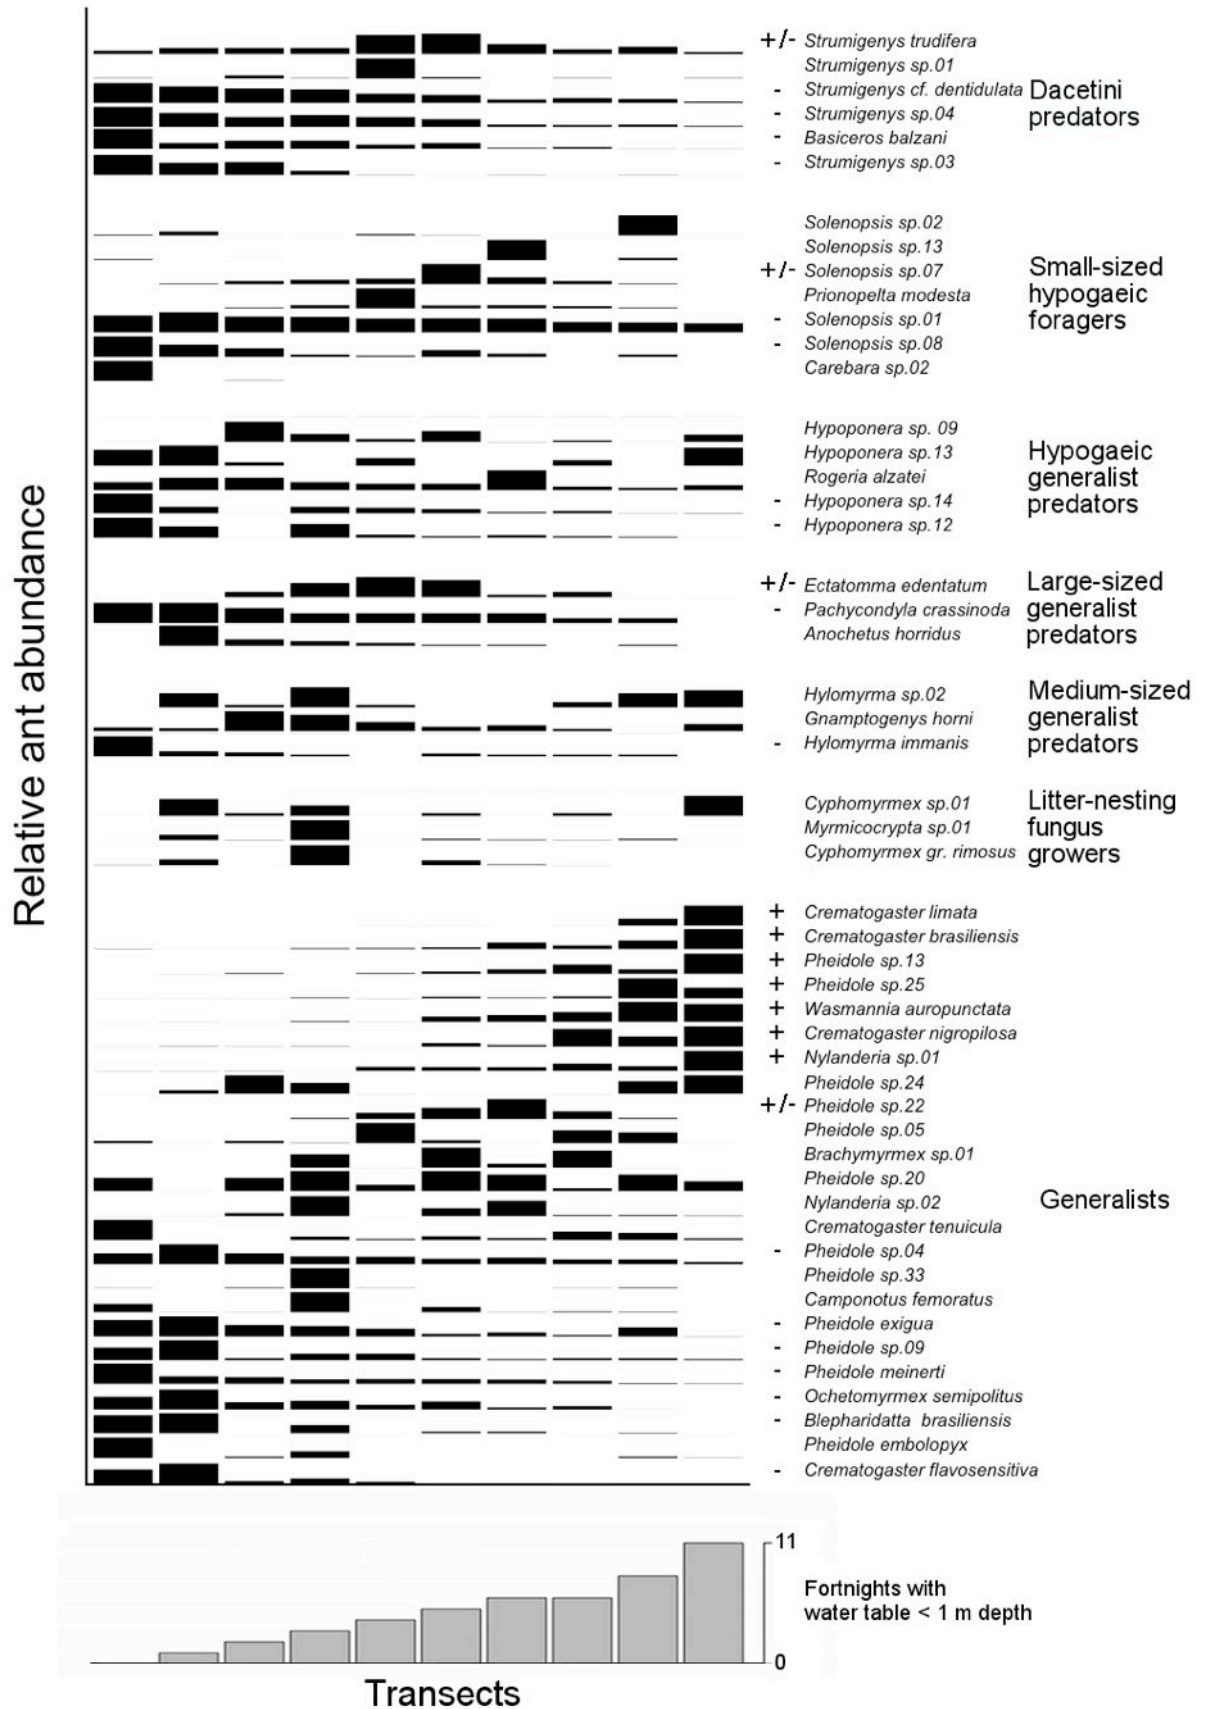 Relative ant abundance
+/- Strumigenys trudifera
Strumigenys sp.01
- Strumigenys cf. dentidulata
- Strumigenys sp.04
- Basiceros balzani
- Strumigenys sp.03
Dacetini
predators
Solenopsis sp.02
Solenopsis sp.13
+/- Solenopsis sp.07
Prionopelta modesta
- Solenopsis sp.01
- Solenopsis sp.08
Carebara sp.02
Small-sized
hypogaeic
foragers
Hypoponera sp. 09
Hypoponera sp.13
Rogeria alzatei
- Hypoponera sp.14
- Hypoponera sp.12
Hypogaeic
generalist
predators
+/- Ectatomma edentatum
- Pachycondyla crassinoda
Anochetus horridus
Large-sized
generalist
predators
Hylomyrma sp.02
Gnamptogenys horni
- Hylomyrma immanis
Medium-sized
generalist
predators
Cyphomyrmex sp.01
Myrmicocrypta sp.01
Cyphomyrmex gr. rimosus
Litter-nesting
fungus
growers
+ Crematogaster limata
+ Crematogaster brasiliensis
+ Pheidole sp.13
+ Pheidole sp.25
+ Wasmannia auropunctata
+ Crematogaster nigropilosa
+ Nylanderia sp.01
Pheidole sp.24
+/- Pheidole sp.22
Pheidole sp.05
Brachymyrmex sp.01
Pheidole sp.20
Nylanderia sp.02
Crematogaster tenuicula
- Pheidole sp.04
Pheidole sp.33
Camponotus femoratus
- Pheidole exigua
- Pheidole sp.09
- Pheidole meinerti
- Ochetomyrmex semipolitus
- Blepharidatta brasiliensis
Pheidole embolopyx
- Crematogaster flavosensitiva
Generalists
11
Fortnights with
water table < 1 m depth
0
Transects